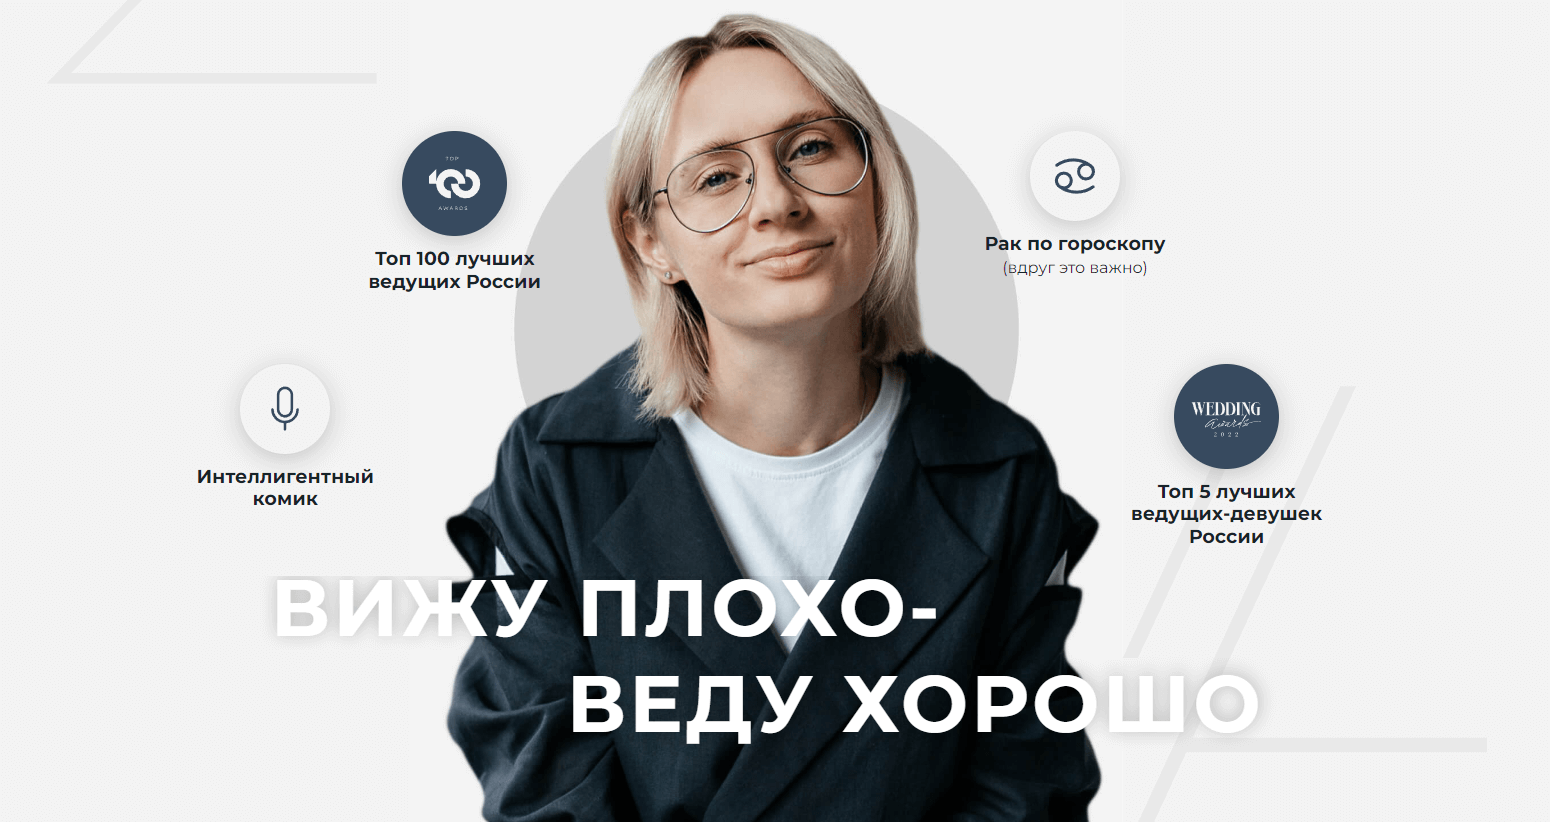 TOP
100
AWARDS
Топ 100 лучших
ведущих России
Рак по гороскопу
(вдруг это важно)
Интеллигентный
комик
WEDDING
awards
2022
Топ 5 лучших
ведущих-девушек
России
ВИЖУ ПЛОХО-
ВЕДУ ХОРОШО